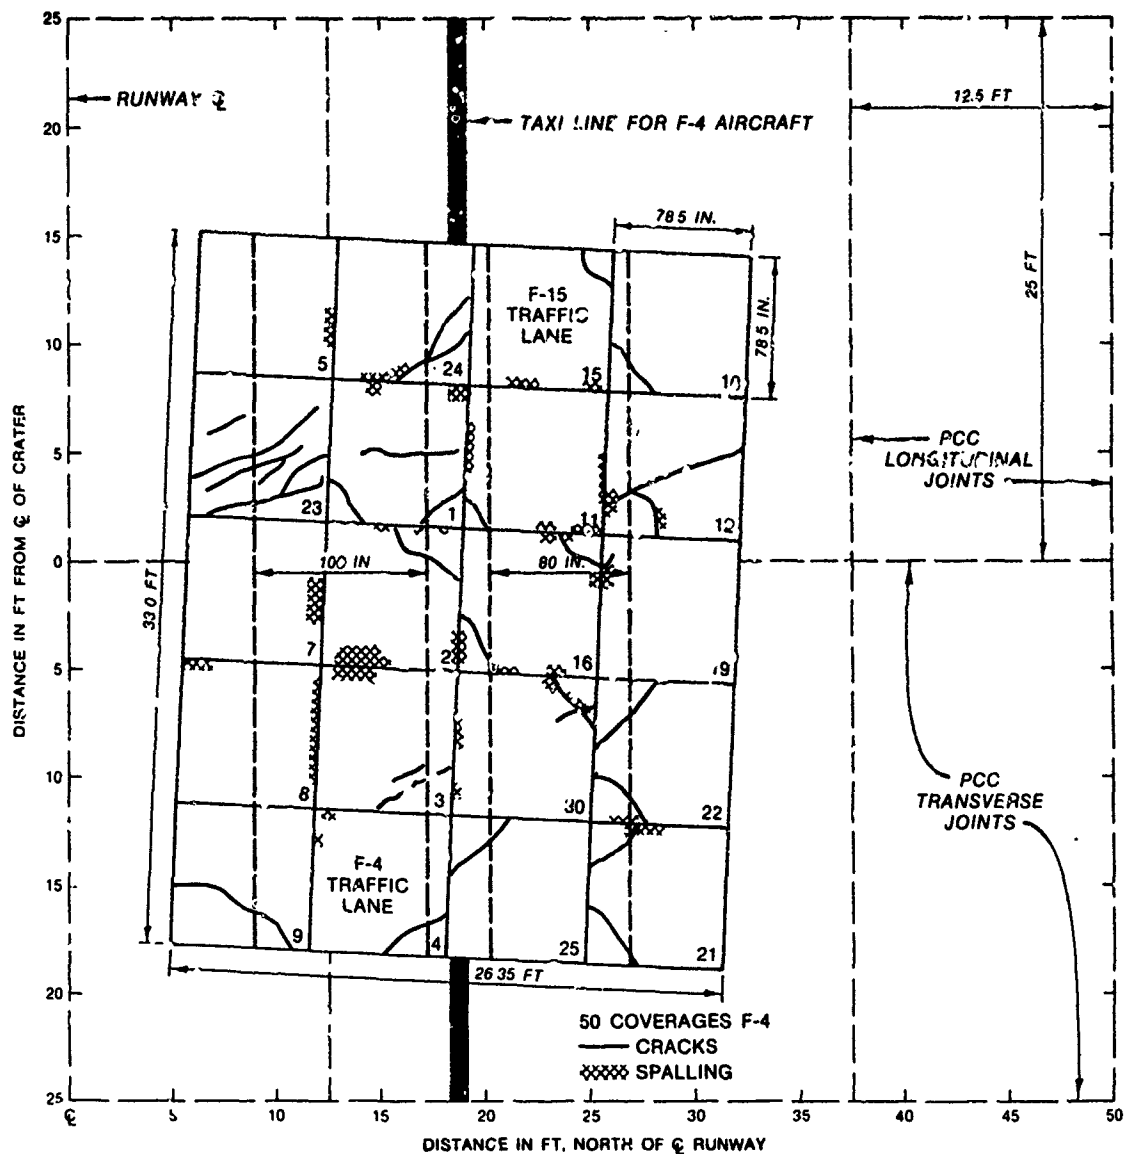 25
RUNWAY ℄
12.5 FT
TAXI LINE FOR F-4 AIRCRAFT
20
15
78.5 IN.
F-15
TRAFFIC
LANE
78.5 IN.
25 FT
10
5
24
15
10
5
PCC
LONGITUDINAL
JOINTS
23
1
11
12
0
100 IN
80 IN.
33.0 FT
DISTANCE IN FT FROM ℄ OF CRATER
5
7
2
16
19
10
8
3
30
22
PCC
TRANSVERSE
JOINTS
F-4
TRAFFIC
LANE
15
9
4
25
21
26 35 FT
20
50 COVERAGES F-4
CRACKS
SPALLING
25
℄
5
10
15
20
25
30
35
40
45
50
DISTANCE IN FT, NORTH OF ℄ RUNWAY